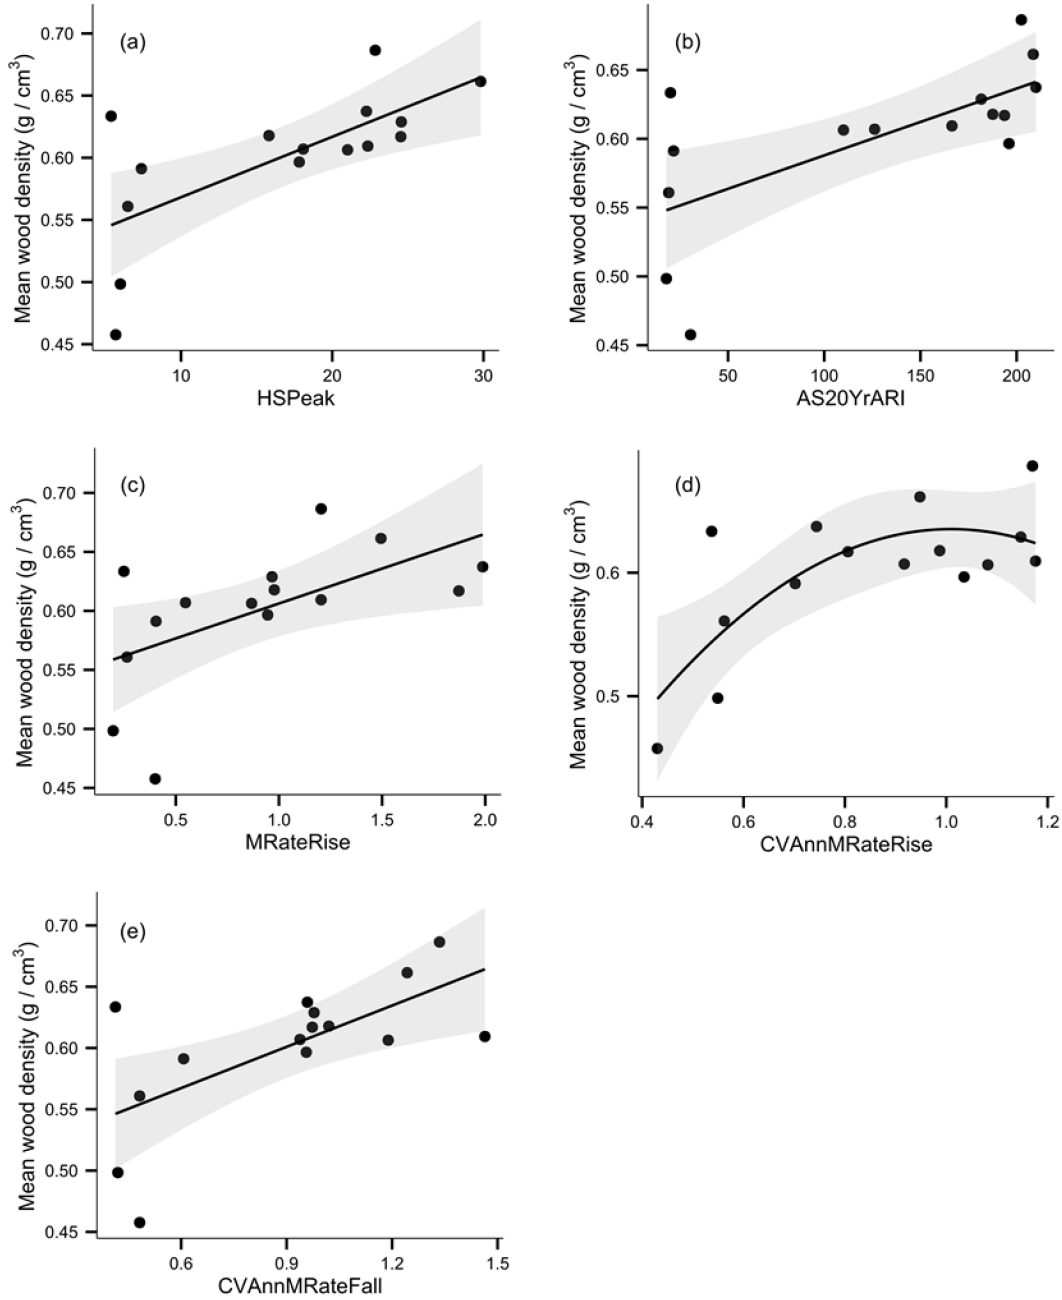 (a)
Mean wood density (g / cm³)
0.70
0.65
0.60
0.55
0.50
0.45
10 20 30
HSPeak
(b)
Mean wood density (g / cm³)
0.65
0.60
0.55
0.50
0.45
50 100 150 200
AS20YrARI
(c)
Mean wood density (g / cm³)
0.70
0.65
0.60
0.55
0.50
0.45
0.5 1.0 1.5 2.0
MRateRise
(d)
Mean wood density (g / cm³)
0.6
0.5
0.4 0.6 0.8 1.0 1.2
CVAnnMRateRise
(e)
Mean wood density (g / cm³)
0.70
0.65
0.60
0.55
0.50
0.45
0.6 0.9 1.2 1.5
CVAnnMRateFall